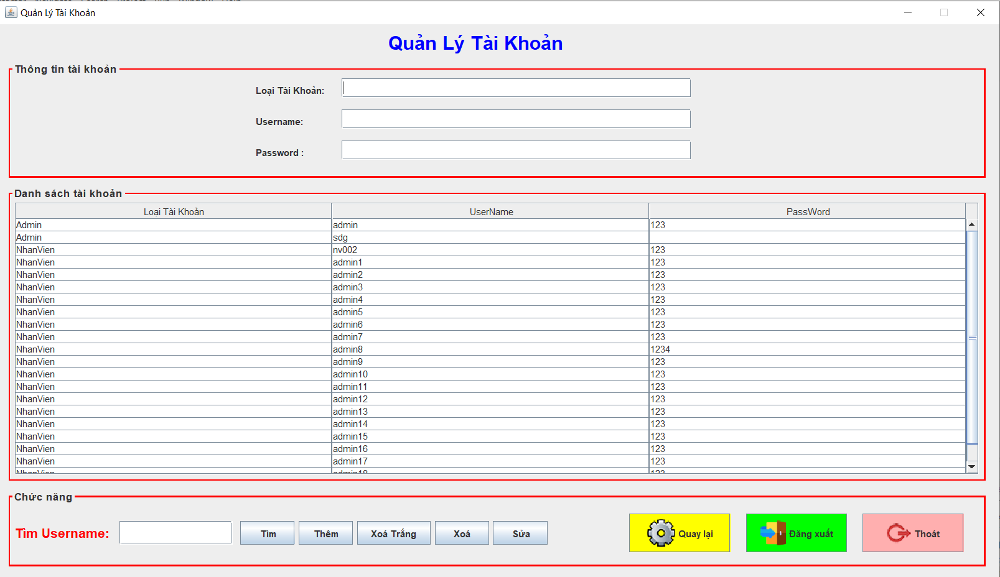 Quản Lý Tài Khoản
Quản Lý Tài Khoản
Thông tin tài khoản
Loại Tài Khoản:
Username:
Password :
Danh sách tài khoản
Loại Tài Khoản UserName PassWord
Admin admin 123
Admin sdg
NhanVien nv002 123
NhanVien admin1 123
NhanVien admin2 123
NhanVien admin3 123
NhanVien admin4 123
NhanVien admin5 123
NhanVien admin6 123
NhanVien admin7 123
NhanVien admin8 1234
NhanVien admin9 123
NhanVien admin10 123
NhanVien admin11 123
NhanVien admin12 123
NhanVien admin13 123
NhanVien admin14 123
NhanVien admin15 123
NhanVien admin16 123
NhanVien admin17 123
NhanVien admin18 123
Chức năng
Tìm Username: Tìm Thêm Xoá Trắng Xoá Sửa Quay lại Đăng xuất Thoát